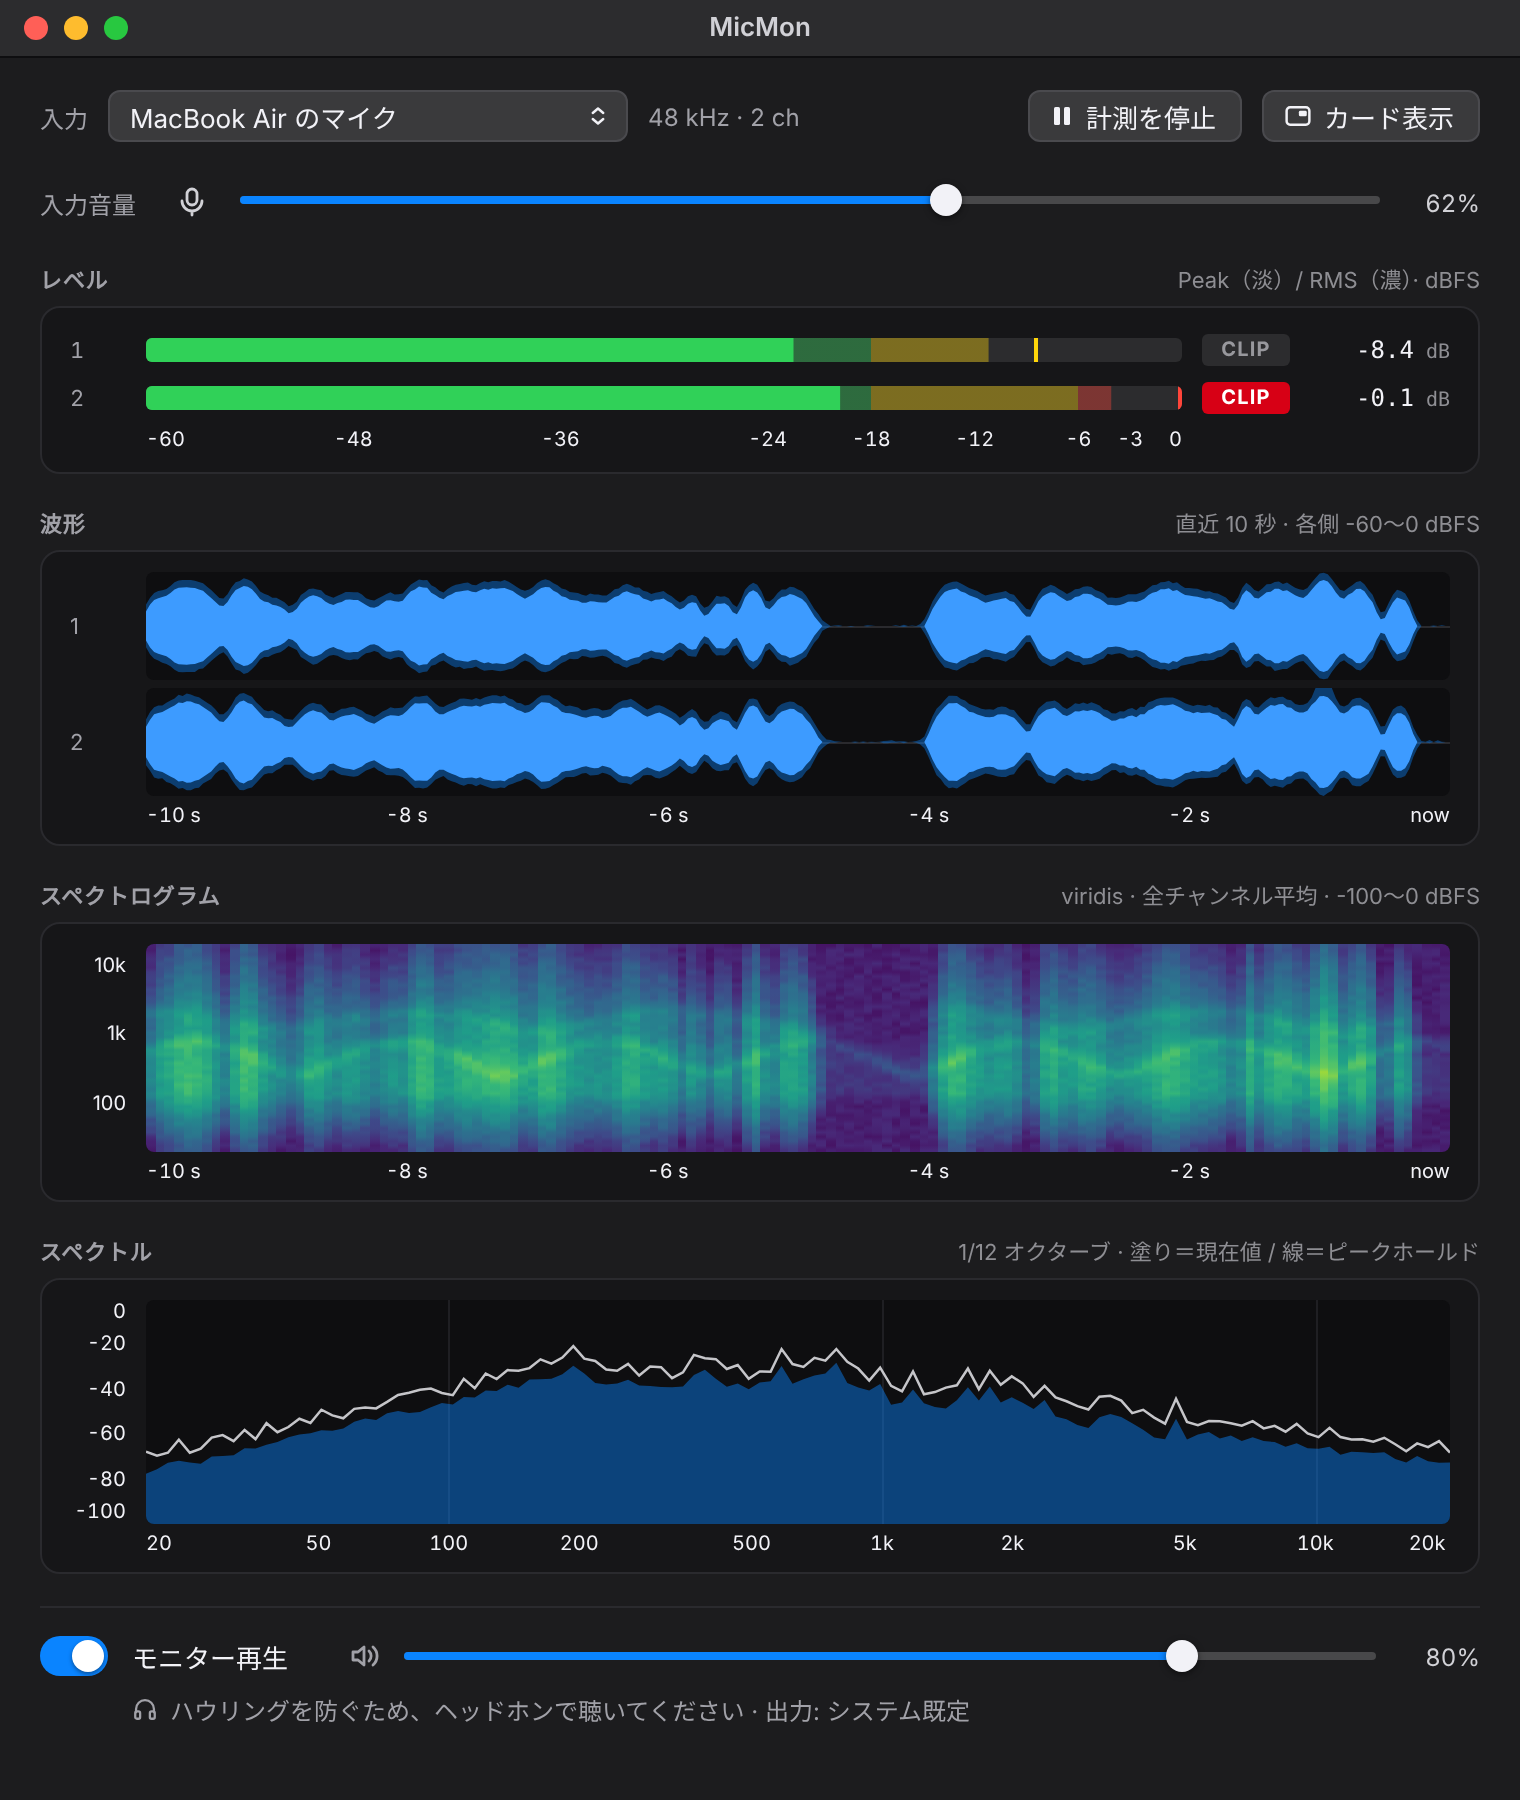 MicMon
入力 MacBook Air のマイク 48 kHz · 2 ch 計測を停止 カード表示
入力音量 62%
レベル Peak（淡）/ RMS（濃）· dBFS
1 CLIP -8.4 dB
2 CLIP -0.1 dB
-60 -48 -36 -24 -18 -12 -6 -3 0
波形 直近 10 秒 · 各側 -60〜0 dBFS
1
2
-10 s -8 s -6 s -4 s -2 s now
スペクトログラム viridis · 全チャンネル平均 · -100〜0 dBFS
10k
1k
100
-10 s -8 s -6 s -4 s -2 s now
スペクトル 1/12 オクターブ · 塗り＝現在値 / 線＝ピークホールド
0
-20
-40
-60
-80
-100
20 50 100 200 500 1k 2k 5k 10k 20k
モニター再生 80%
ハウリングを防ぐため、ヘッドホンで聴いてください · 出力: システム既定